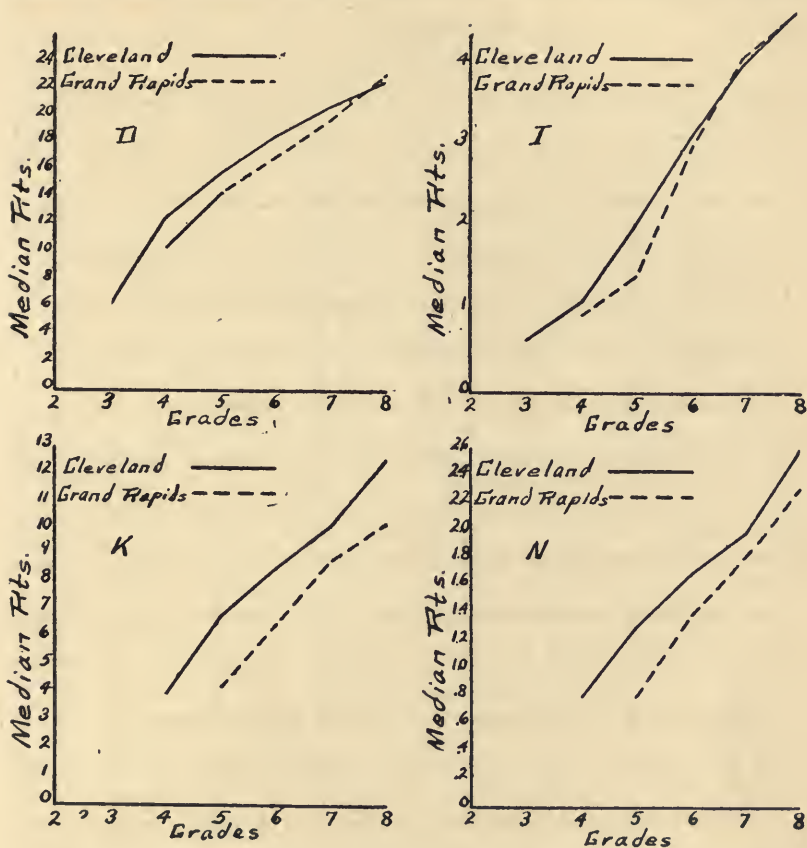 24
22
20
18
16
14
12
10
8
6
4
2
0
Median Rts.
Cleveland
Grand Rapids
D
2 3 4 5 6 7 8
Grades
4
3
2
1
0
Median Rts.
Cleveland
Grand Rapids
I
2 3 4 5 6 7 8
Grades
13
12
11
10
9
8
7
6
5
4
3
2
1
0
Median Rts.
Cleveland
Grand Rapids
K
2 3 4 5 6 7 8
Grades
2.6
2.4
2.2
2.0
1.8
1.6
1.4
1.2
1.0
.8
.6
.4
.2
0
Median Rts.
Cleveland
Grand Rapids
N
2 3 4 5 6 7 8
Grades